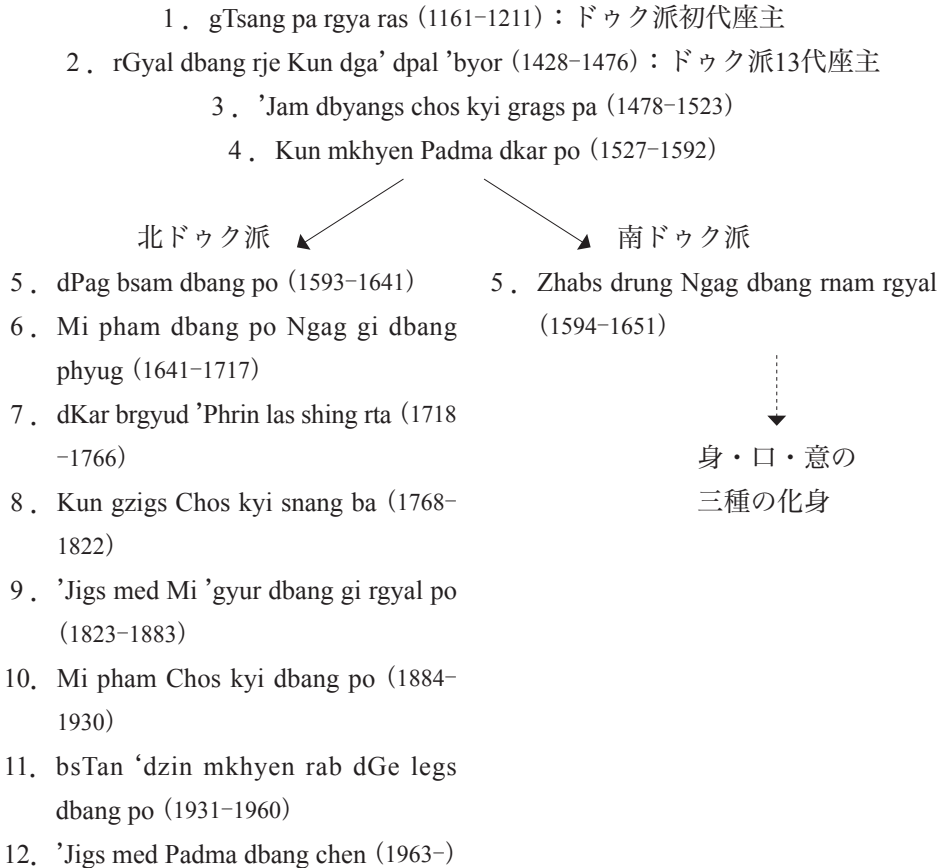 1．gTsang pa rgya ras (1161-1211)：ドゥク派初代座主
2．rGyal dbang rje Kun dga’ dpal ’byor (1428-1476)：ドゥク派13代座主
3．’Jam dbyangs chos kyi grags pa (1478-1523)
4．Kun mkhyen Padma dkar po (1527-1592)
北ドゥク派
5．dPag bsam dbang po (1593-1641)
6．Mi pham dbang po Ngag gi dbang
phyug (1641-1717)
7．dKar brgyud ’Phrin las shing rta (1718
-1766)
8．Kun gzigs Chos kyi snang ba (1768-
1822)
9．’Jigs med Mi ’gyur dbang gi rgyal po
(1823-1883)
10．Mi pham Chos kyi dbang po (1884-
1930)
11．bsTan ‘dzin mkhyen rab dGe legs
dbang po (1931-1960)
12．’Jigs med Padma dbang chen (1963-)
南ドゥク派
5．Zhabs drung Ngag dbang rnam rgyal
(1594-1651)
身・口・意の
三種の化身